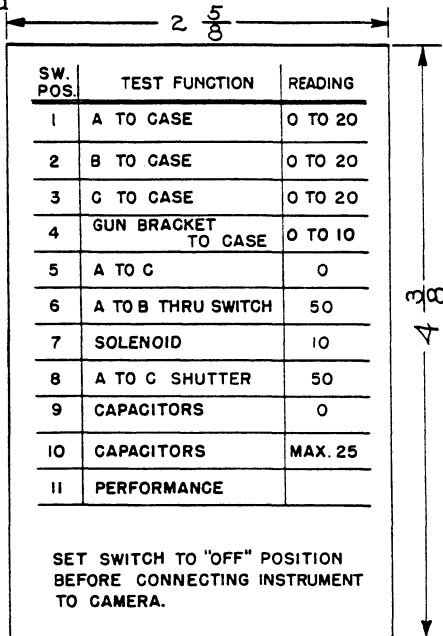 2 5/8
SW. POS. TEST FUNCTION READING
1 A TO CASE 0 TO 20
2 B TO CASE 0 TO 20
3 C TO CASE 0 TO 20
4 GUN BRACKET TO CASE 0 TO 10
5 A TO C 0
6 A TO B THRU SWITCH 50
7 SOLENOID 10
8 A TO C SHUTTER 50
9 CAPACITORS 0
10 CAPACITORS MAX. 25
11 PERFORMANCE
SET SWITCH TO "OFF" POSITION
BEFORE CONNECTING INSTRUMENT
TO CAMERA.
4 3/8